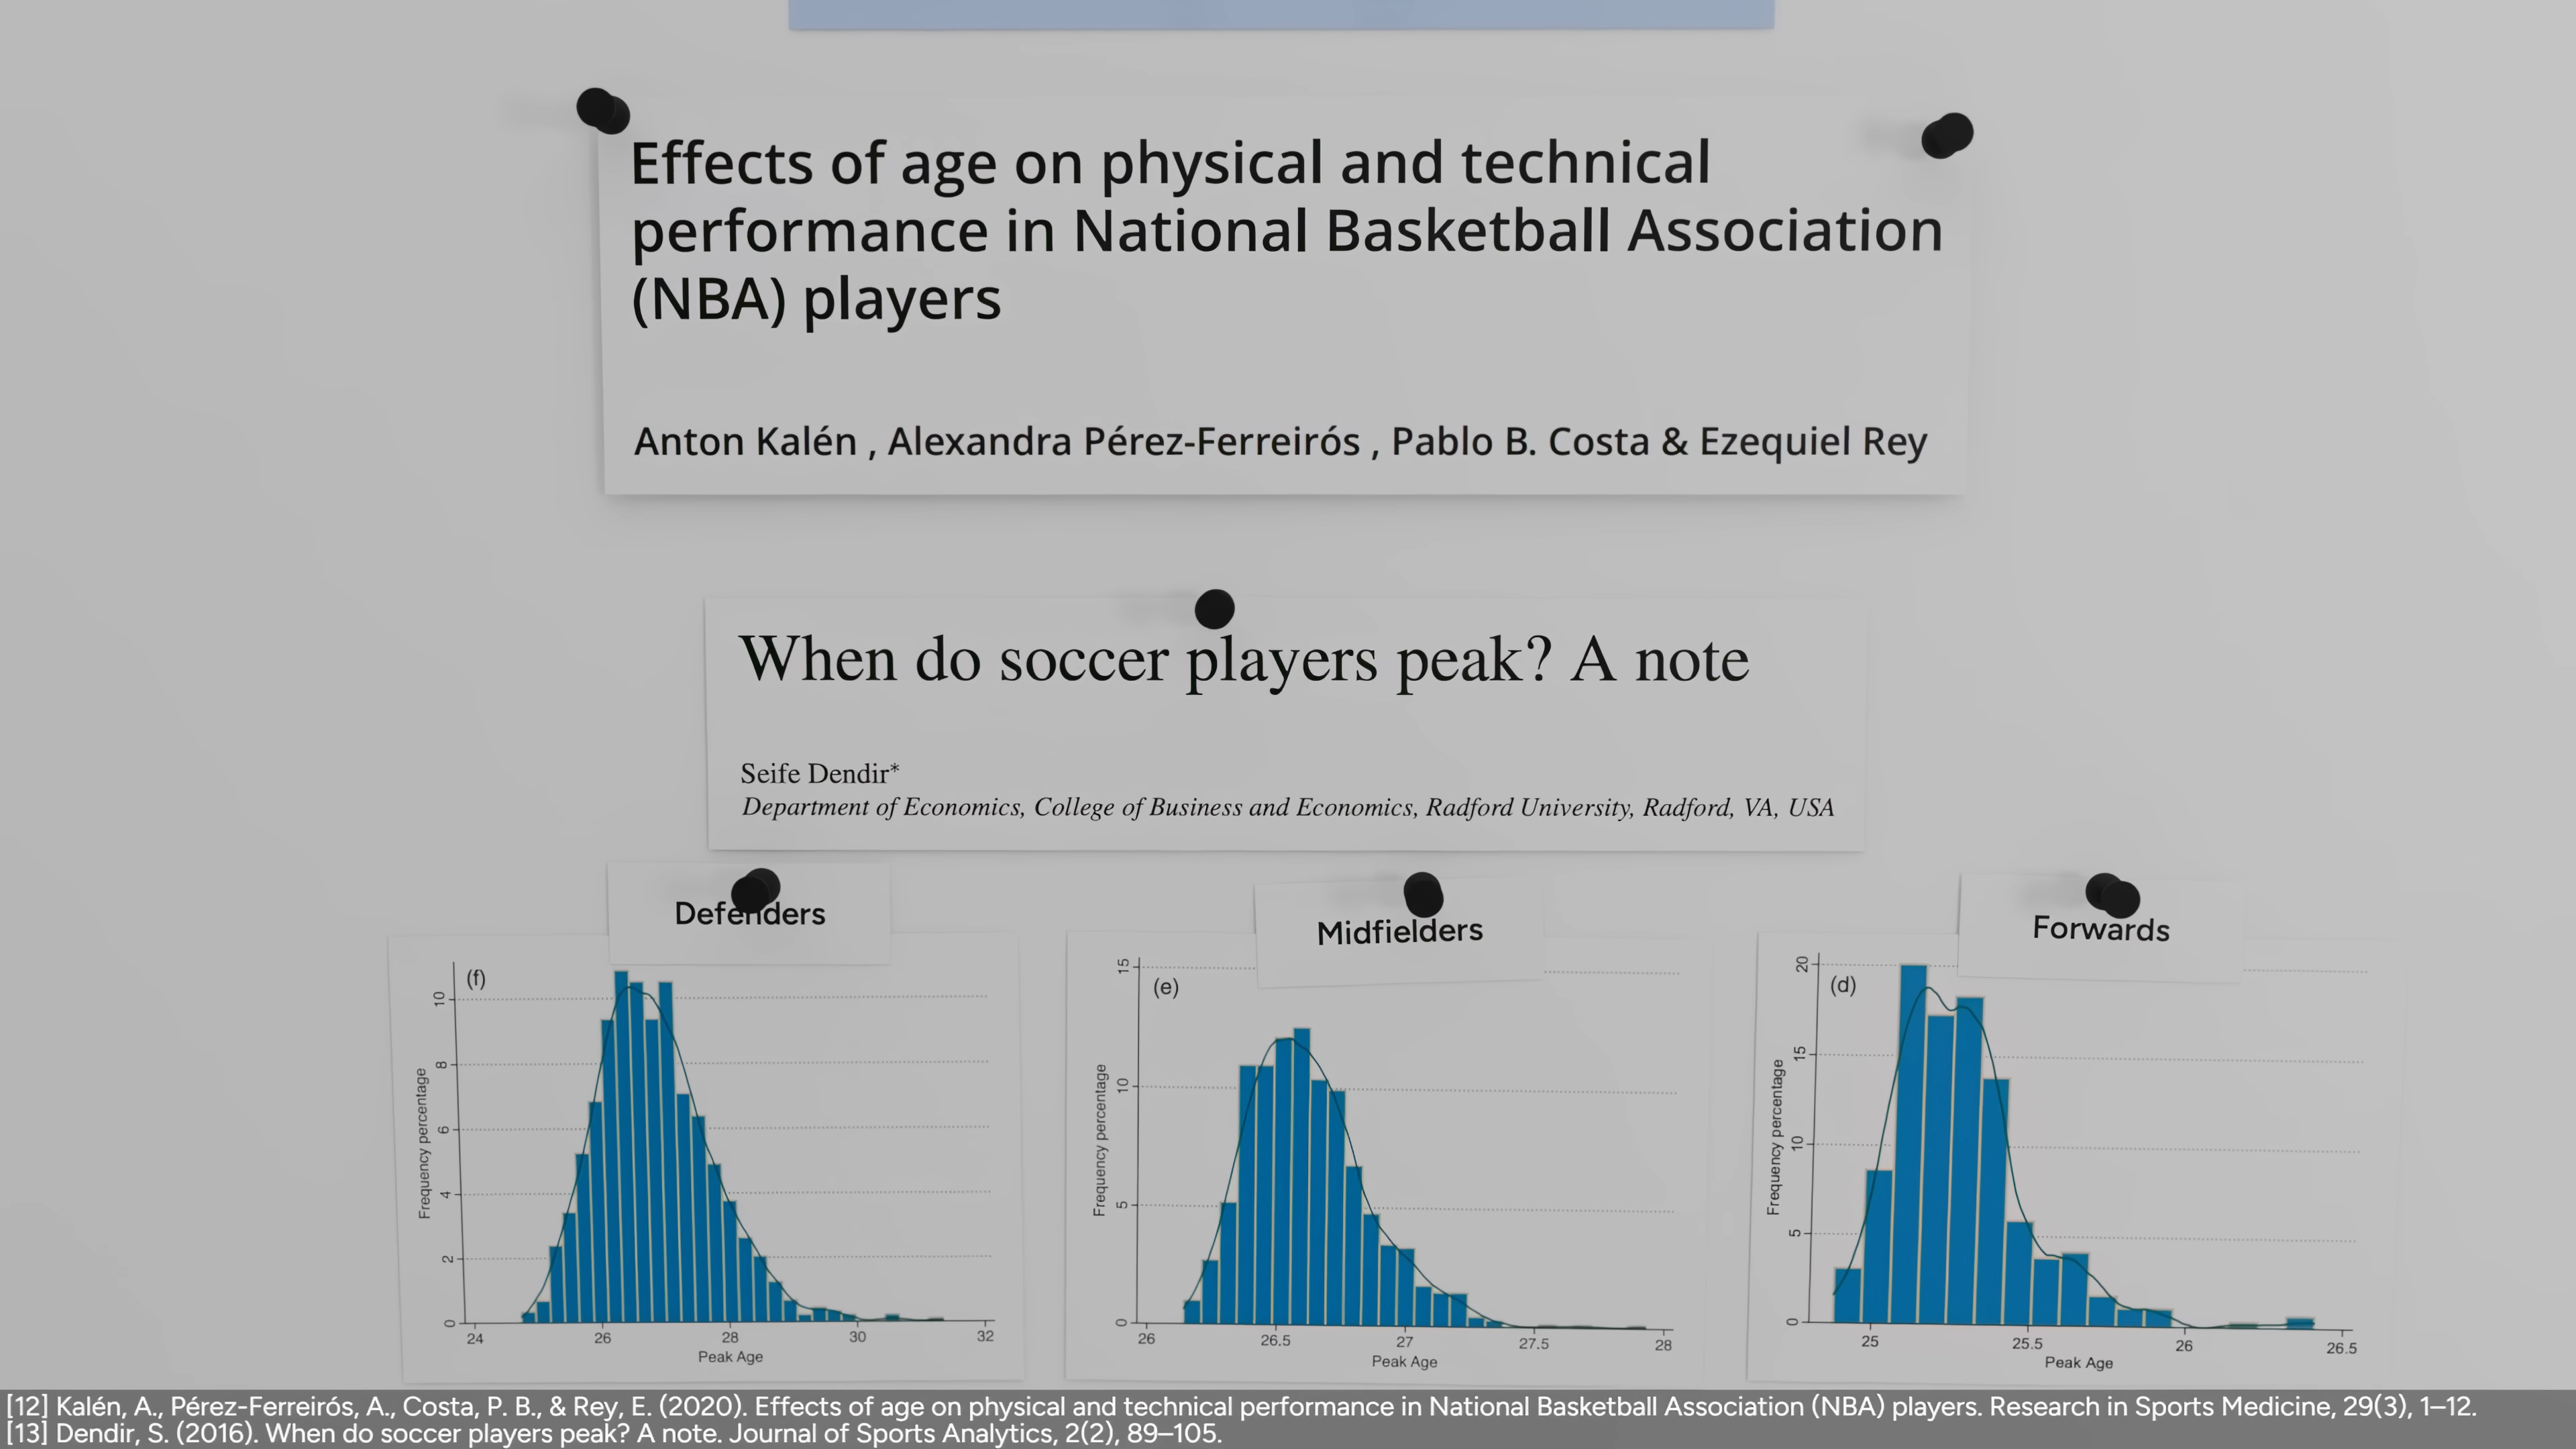 Effects of age on physical and technical
performance in National Basketball Association
(NBA) players
Anton Kalén , Alexandra Pérez-Ferreirós , Pablo B. Costa & Ezequiel Rey
When do soccer players peak? A note
Seife Dendir*
Department of Economics, College of Business and Economics, Radford University, Radford, VA, USA
Defenders
(f)
Frequency percentage
10
8
6
4
2
0
24 26 28 30 32
Peak Age
Midfielders
(e)
Frequency percentage
15
10
5
0
26 26.5 27 27.5 28
Peak Age
Forwards
(d)
Frequency percentage
20
15
10
5
0
25 25.5 26 26.5
Peak Age
[12] Kalén, A., Pérez-Ferreirós, A., Costa, P. B., & Rey, E. (2020). Effects of age on physical and technical performance in National Basketball Association (NBA) players. Research in Sports Medicine, 29(3), 1–12.
[13] Dendir, S. (2016). When do soccer players peak? A note. Journal of Sports Analytics, 2(2), 89–105.